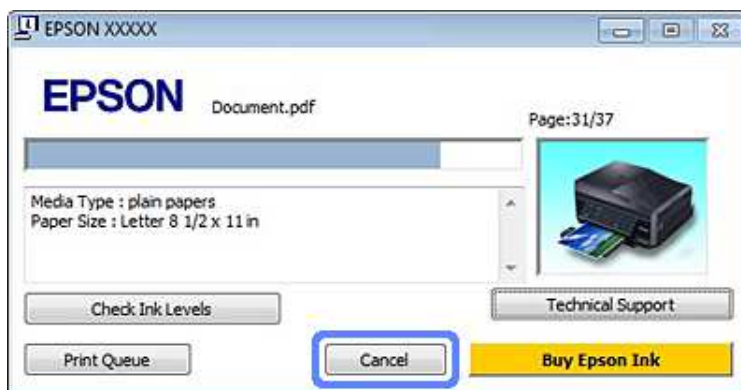 EPSON XXXXX
EPSON Document.pdf
Page:31/37
Media Type : plain papers
Paper Size : Letter 8 1/2 x 11 in
Check Ink Levels
Technical Support
Print Queue
Cancel
Buy Epson Ink